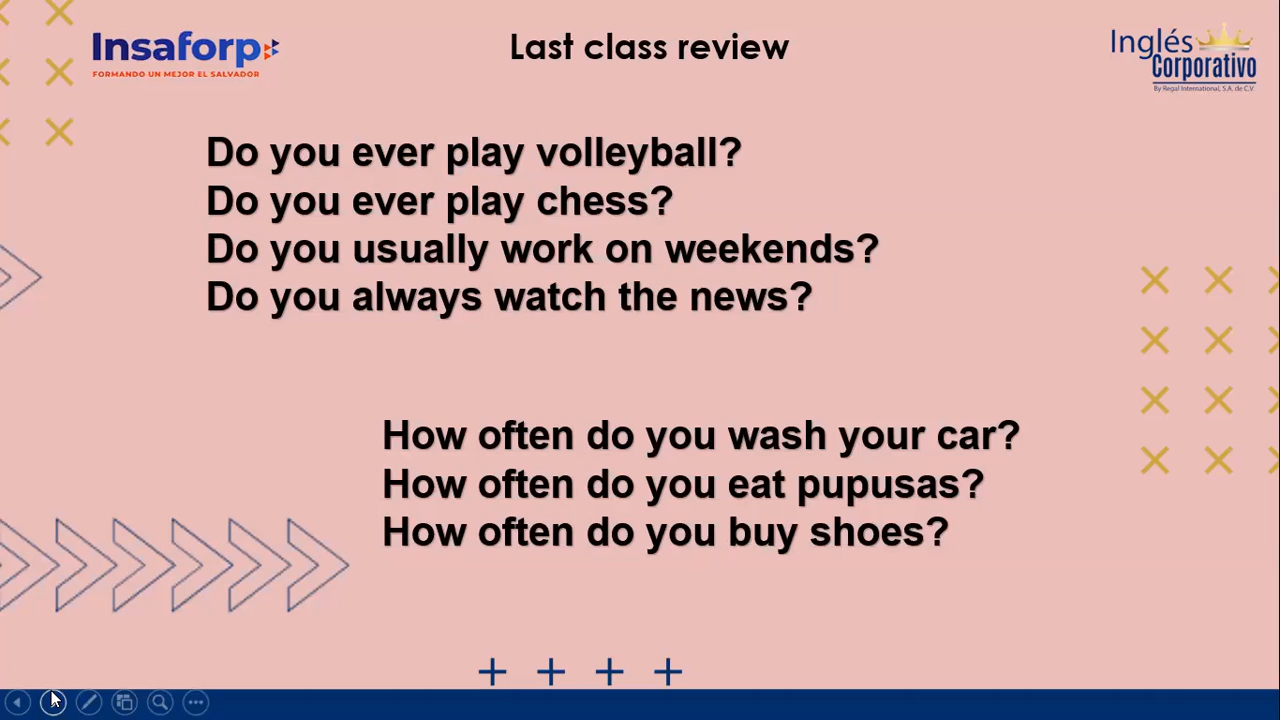 Insaforp
FORMANDO UN MEJOR EL SALVADOR
Last class review
Inglés
Corporativo
By Regal International, S.A. de C.V.
Do you ever play volleyball?
Do you ever play chess?
Do you usually work on weekends?
Do you always watch the news?
How often do you wash your car?
How often do you eat pupusas?
How often do you buy shoes?